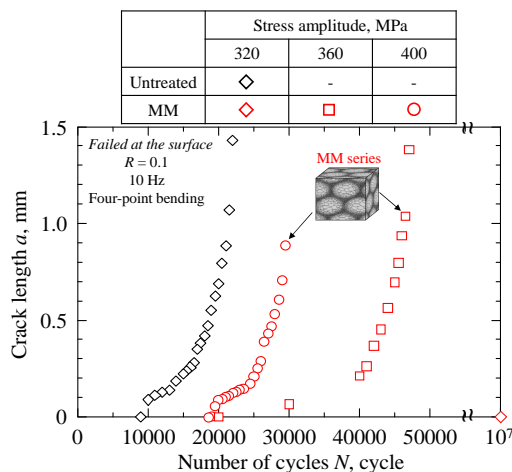 Stress amplitude, MPa
320 360 400
Untreated - -
MM
1.5
1.0
0.5
0
Crack length a, mm
Failed at the surface
R = 0.1
10 Hz
Four-point bending
MM series
≈ ≈
0 10000 20000 30000 40000 50000 10⁷
Number of cycles N, cycle